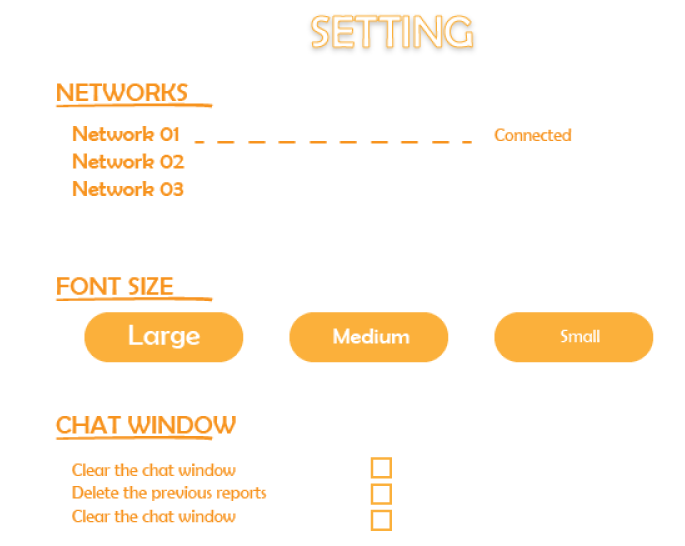 SETTING
NETWORKS
Network 01 Connected
Network 02
Network 03
FONT SIZE
Large Medium Small
CHAT WINDOW
Clear the chat window
Delete the previous reports
Clear the chat window